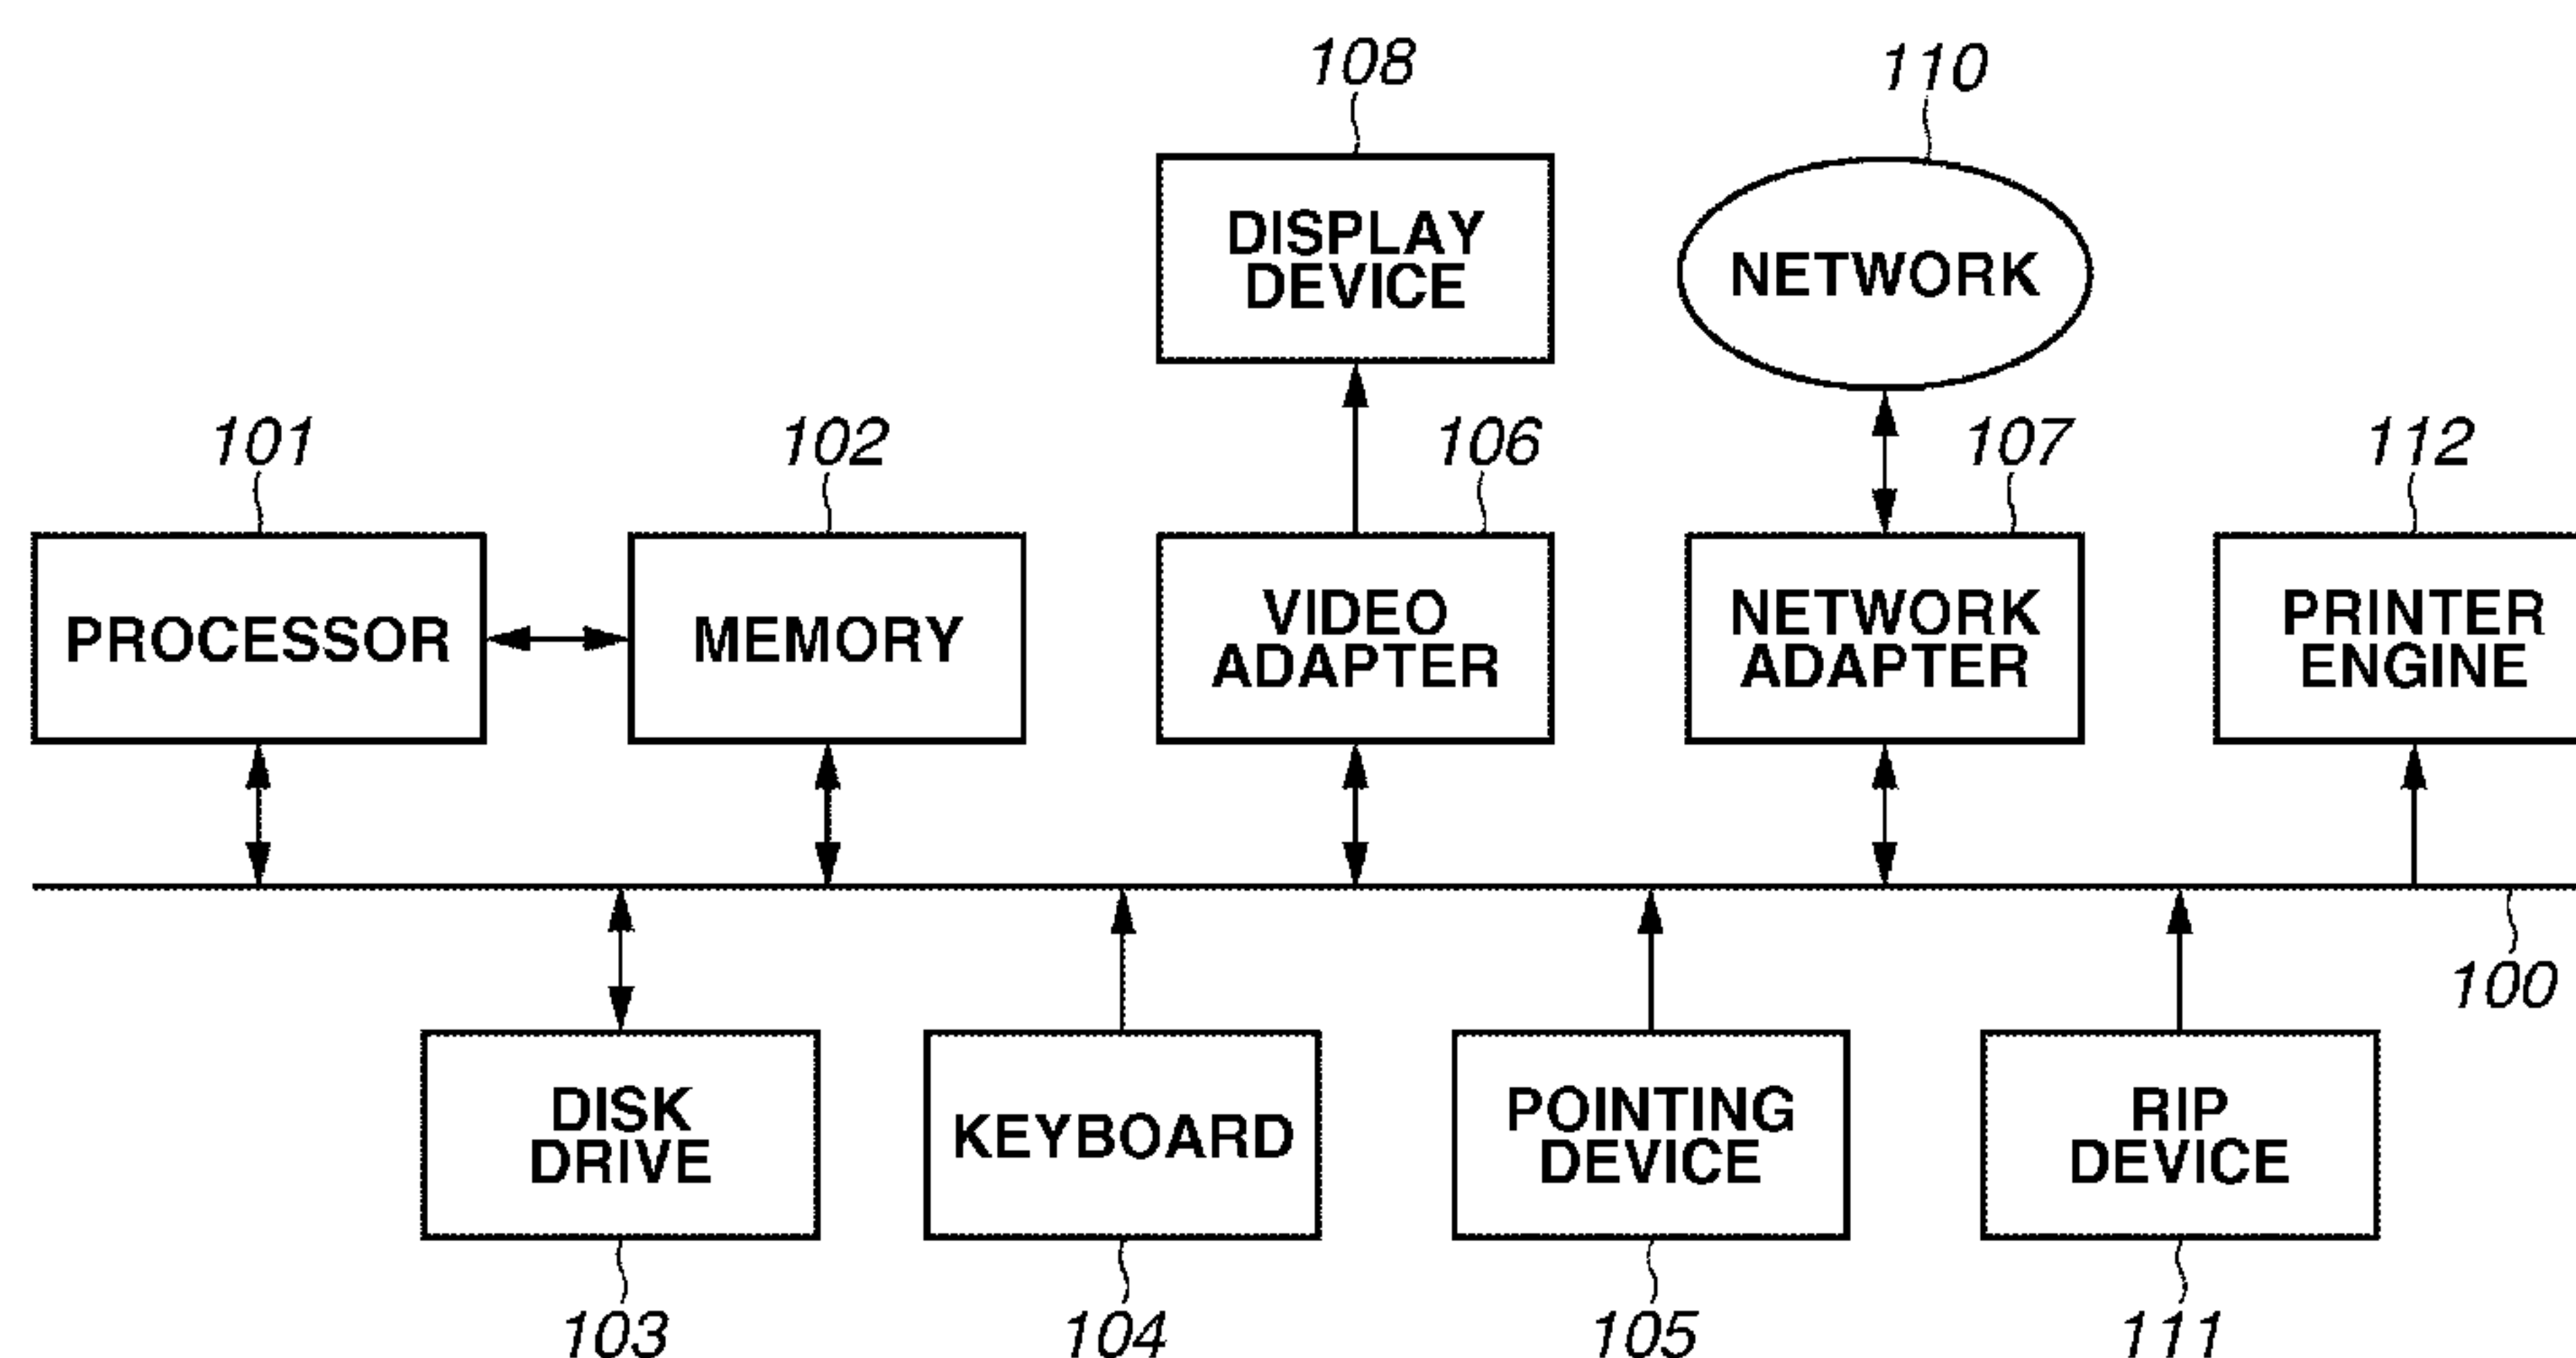 108
110
DISPLAY
DEVICE
NETWORK
101
102
106
107
112
PROCESSOR
MEMORY
VIDEO
ADAPTER
NETWORK
ADAPTER
PRINTER
ENGINE
100
DISK
DRIVE
KEYBOARD
POINTING
DEVICE
RIP
DEVICE
103
104
105
111